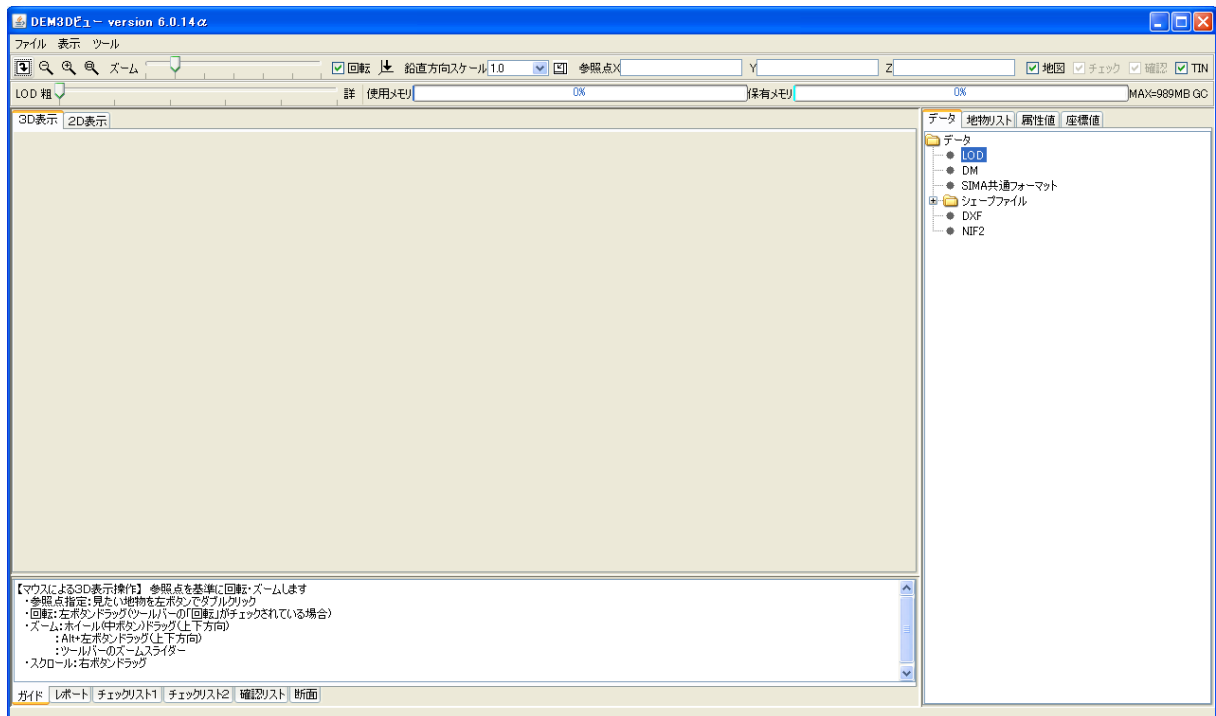 DEM3Dビュー version 6.0.14α
ファイル 表示 ツール
ズーム 回転 鉛直方向スケール 1.0 参照点X Y Z 地図 チェック 確認 TIN
LOD 粗 詳 使用メモリ 0% 保有メモリ 0% MAX=989MB GC
3D表示 2D表示
データ 地物リスト 属性値 座標値
データ
LOD
DM
SIMA共通フォーマット
シェープファイル
DXF
NIF2
【マウスによる3D表示操作】 参照点を基準に回転・ズームします
・参照点指定:見たい地物を左ボタンでダブルクリック
・回転:左ボタンドラッグ(ツールバーの「回転」がチェックされている場合)
・ズーム:ホイール(中ボタン)ドラッグ(上下方向)
:Alt+左ボタンドラッグ(上下方向)
:ツールバーのズームスライダー
・スクロール:右ボタンドラッグ
ガイド レポート チェックリスト1 チェックリスト2 確認リスト 断面